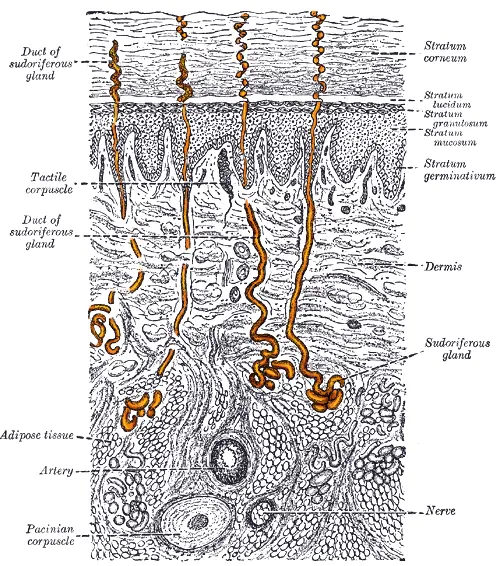 Duct of
sudoriferous
gland
Stratum
corneum
Stratum
lucidum
Stratum
granulosum
Stratum
mucosum
Stratum
germinativum
Tactile
corpuscle
Duct of
sudoriferous
gland
Dermis
Sudoriferous
gland
Adipose tissue
Artery
Nerve
Pacinian
corpuscle